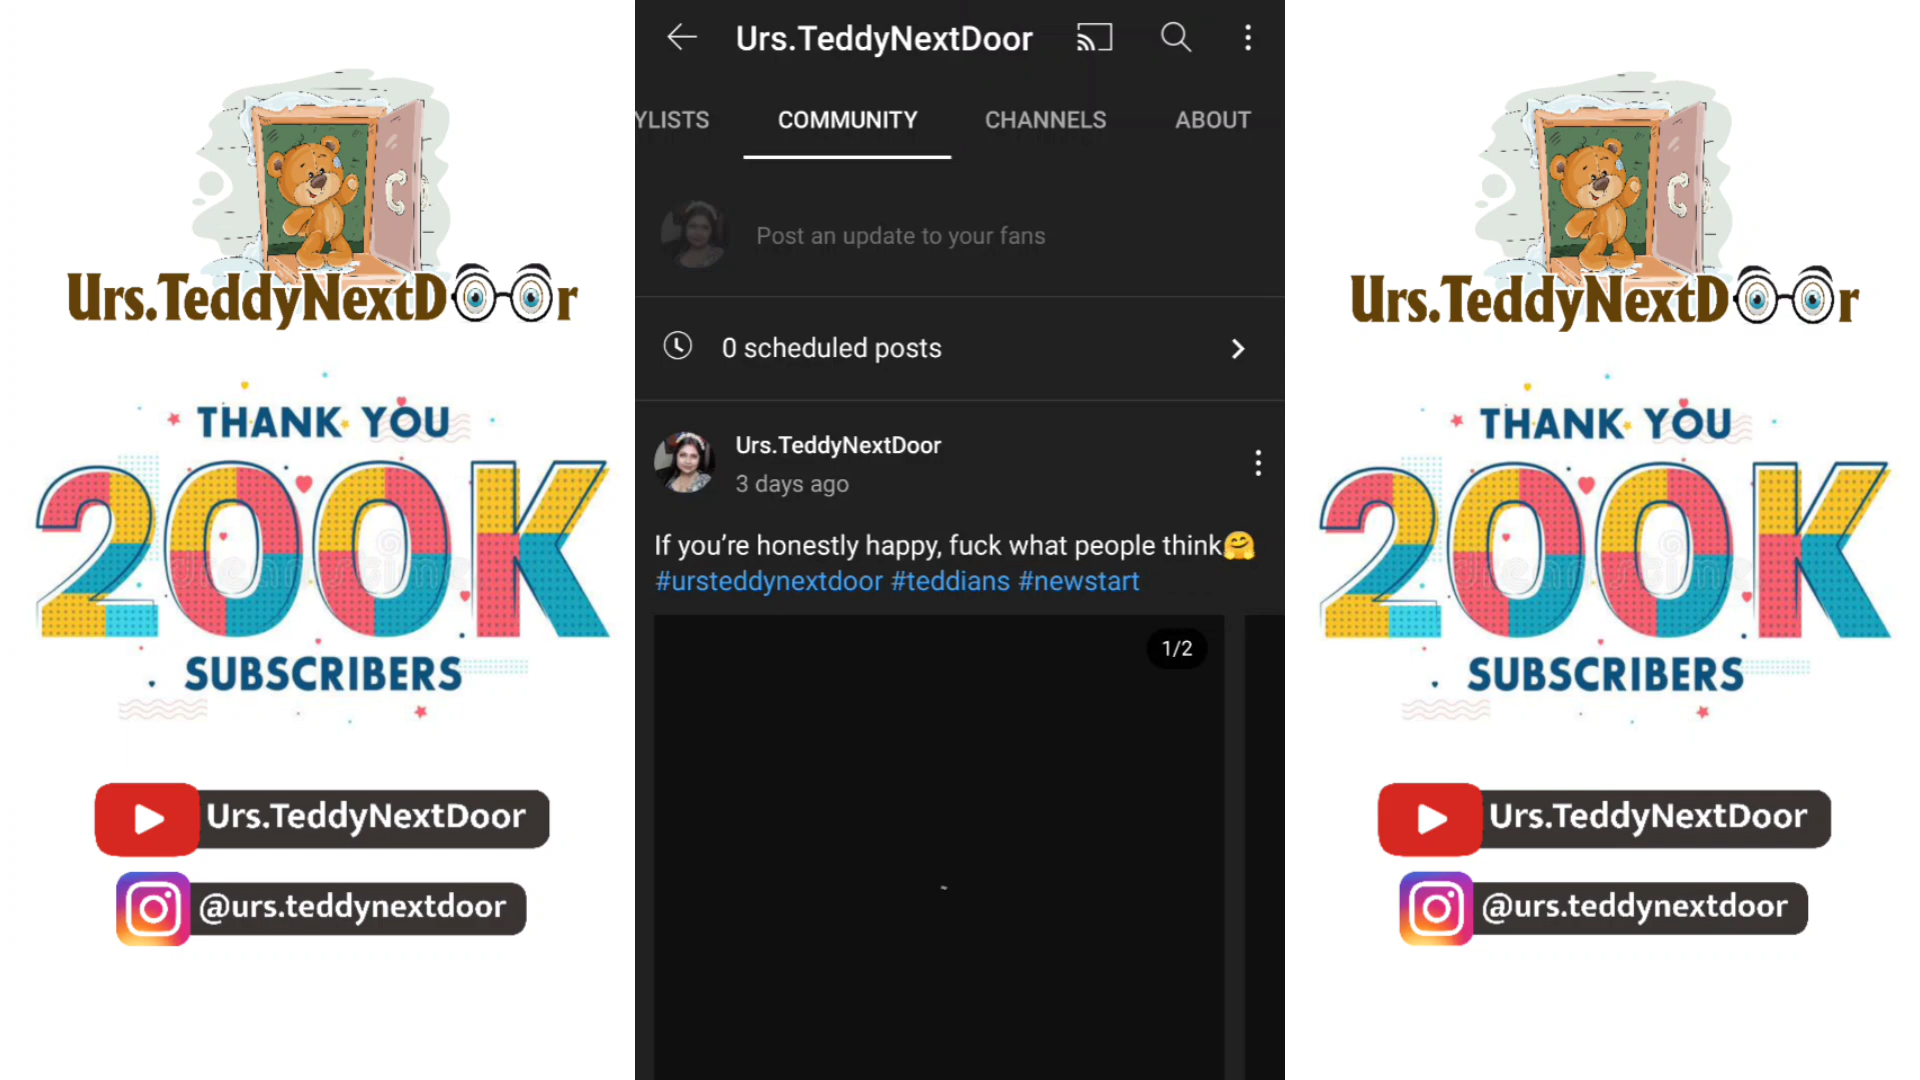 Urs.TeddyNextDoor
THANK YOU
200K
SUBSCRIBERS
Urs.TeddyNextDoor
@urs.teddynextdoor
Urs.TeddyNextDoor
YLISTS COMMUNITY CHANNELS ABOUT
Post an update to your fans
0 scheduled posts
Urs.TeddyNextDoor
3 days ago
If you’re honestly happy, fuck what people think🤗
#ursteddynextdoor #teddians #newstart
1/2
Urs.TeddyNextDoor
THANK YOU
200K
SUBSCRIBERS
Urs.TeddyNextDoor
@urs.teddynextdoor